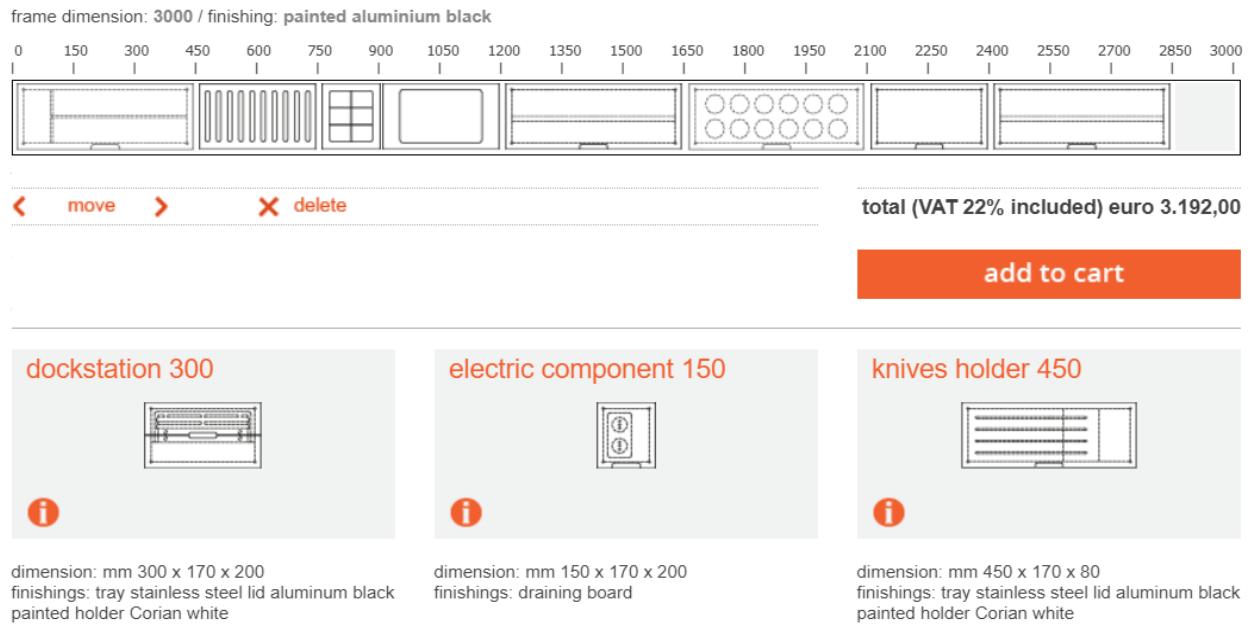 frame dimension: 3000 / finishing: painted aluminium black
0 150 300 450 600 750 900 1050 1200 1350 1500 1650 1800 1950 2100 2250 2400 2550 2700 2850 3000
move delete
total (VAT 22% included) euro 3.192,00
add to cart
dockstation 300
electric component 150
knives holder 450
dimension: mm 300 x 170 x 200
finishings: tray stainless steel lid aluminum black
painted holder Corian white
dimension: mm 150 x 170 x 200
finishings: draining board
dimension: mm 450 x 170 x 80
finishings: tray stainless steel lid aluminum black
painted holder Corian white